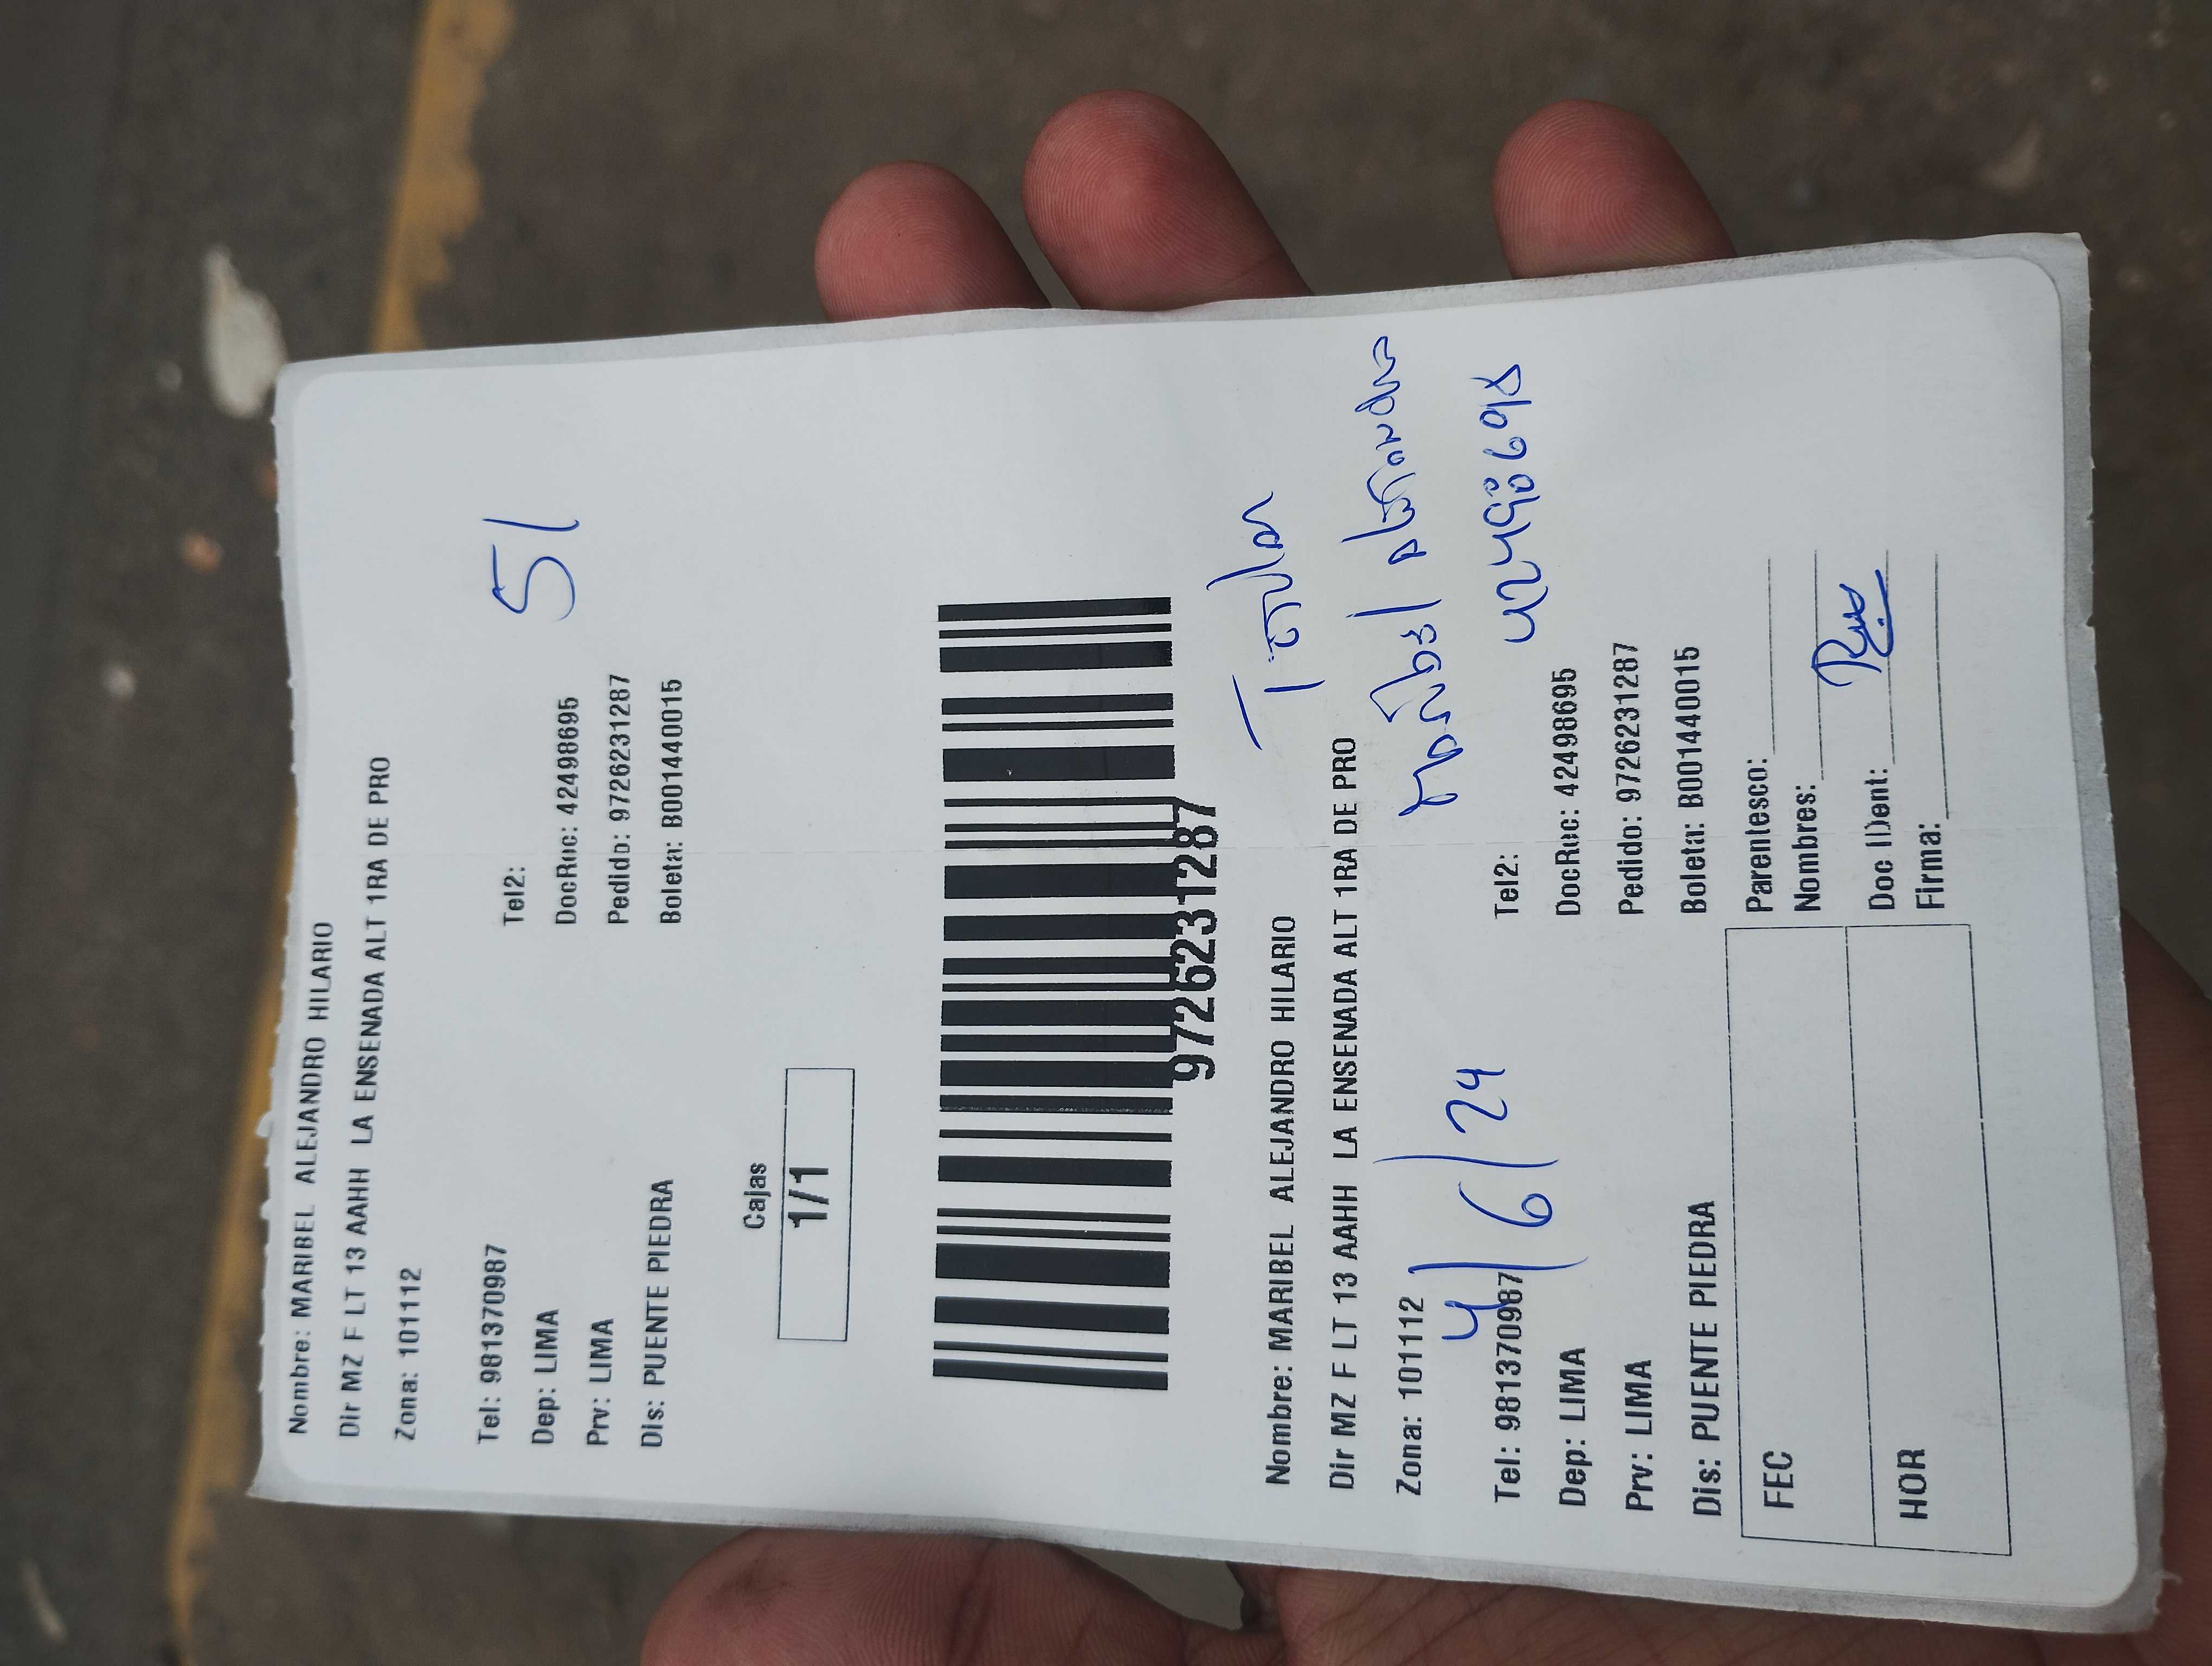 Nombre: MARIBEL ALEJANDRO HILARIO
Dir MZ F LT 13 AAHH LA ENSENADA ALT 1RA DE PRO
Zona: 101112
51
Tel: 981370987 Tel2:
Dep: LIMA DocRuc: 42498695
Prv: LIMA Pedido: 9726231287
Dis: PUENTE PIEDRA Boleta: B001440015
Cajas
1/1
9726231287
Nombre: MARIBEL ALEJANDRO HILARIO
Titular
Dir MZ F LT 13 AAHH LA ENSENADA ALT 1RA DE PRO
Maribel Alejandro
Zona: 101112
4/6/24
42498695
Tel: 981370987 Tel2:
Dep: LIMA DocRuc: 42498695
Prv: LIMA Pedido: 9726231287
Dis: PUENTE PIEDRA Boleta: B001440015
FEC
HOR
Parentesco:
Nombres:
Doc IDent:
Firma: